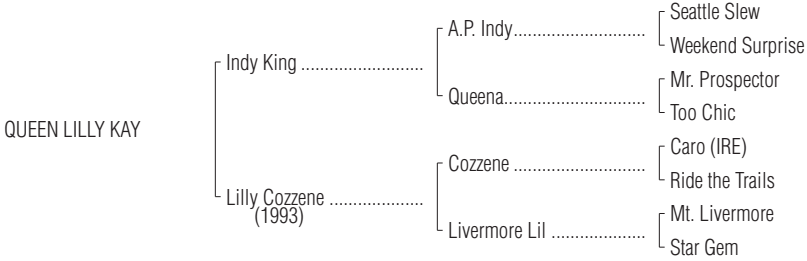 Seattle Slew
A.P. Indy..............................
Weekend Surprise
Indy King ..........................
Mr. Prospector
Queena................................
Too Chic
QUEEN LILLY KAY
Caro (IRE)
Cozzene ............................
Ride the Trails
Lilly Cozzene ....................
(1993)
Mt. Livermore
Livermore Lil ....................
Star Gem